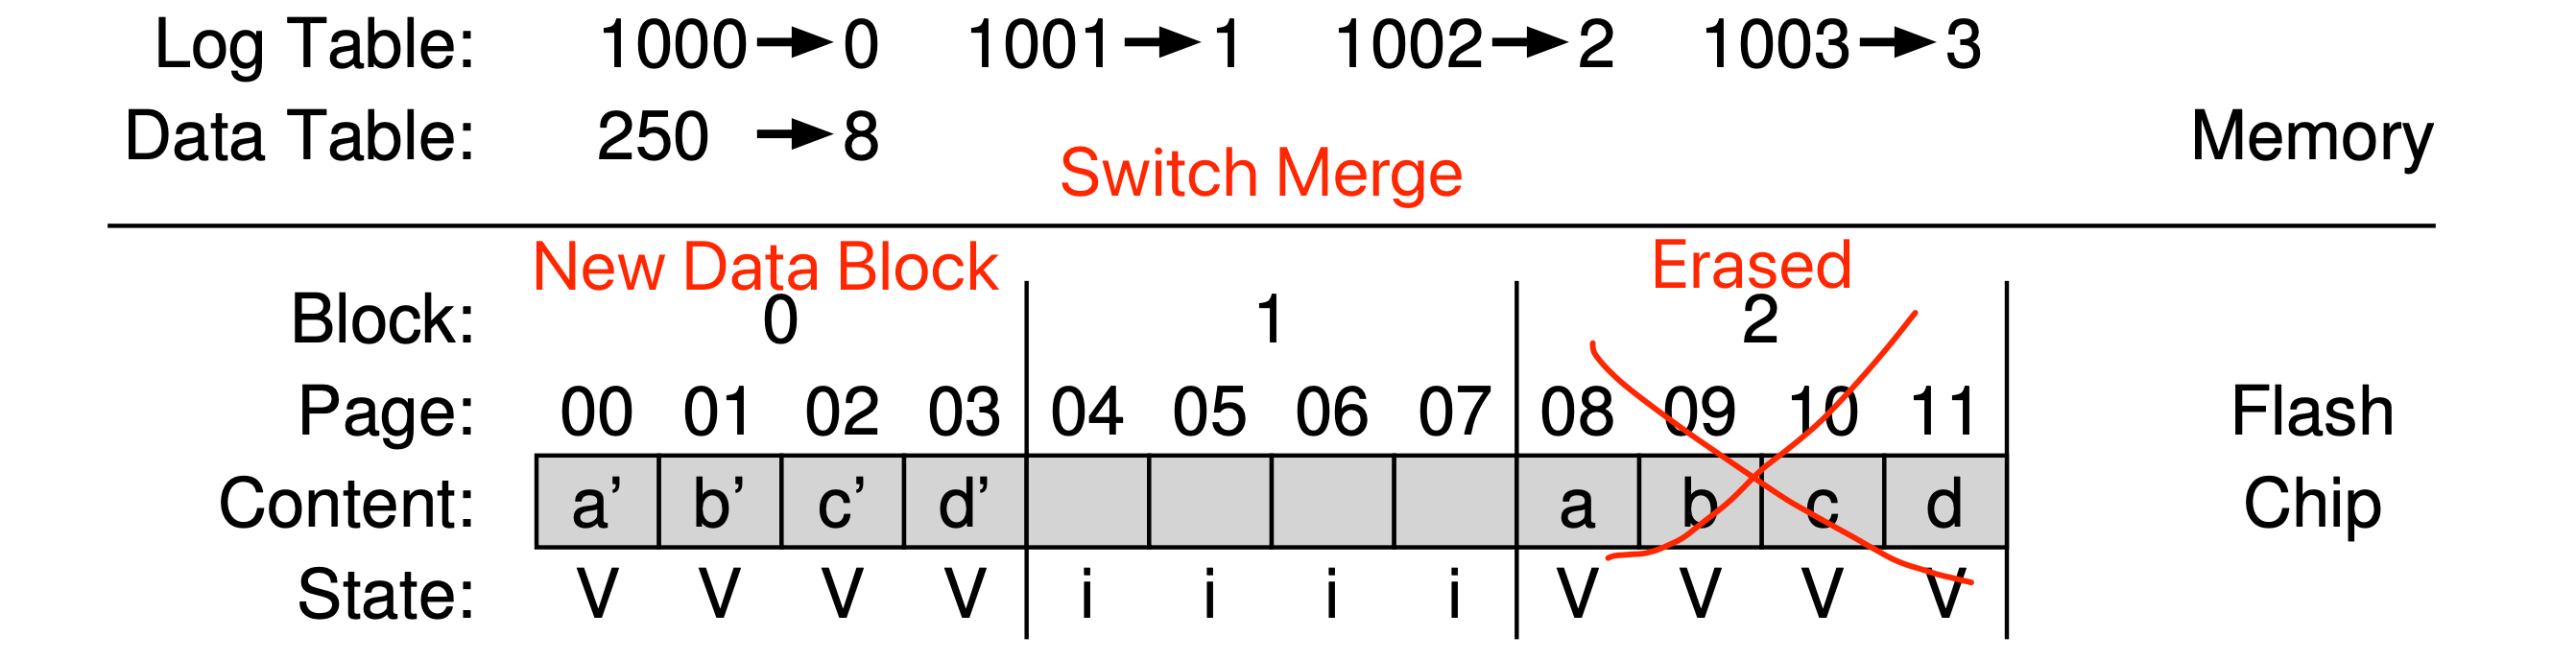 Log Table: 1000→0 1001→1 1002→2 1003→3
Data Table: 250 →8
Memory
Switch Merge
New Data Block
Erased
Block: 0 1 2
Page: 00 01 02 03 04 05 06 07 08 09 10 11
Flash
Content: a’ b’ c’ d’ a b c d
Chip
State: V V V V i i i i V V V V